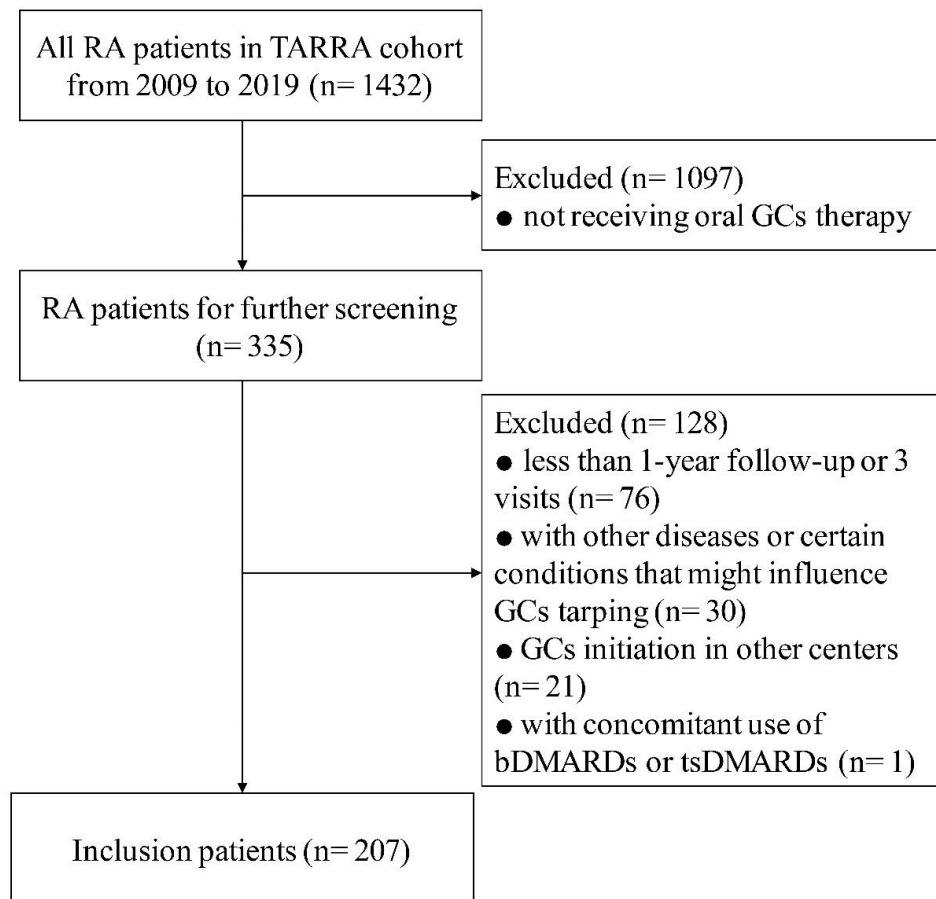 All RA patients in TARRA cohort
from 2009 to 2019 (n= 1432)
Excluded (n= 1097)
● not receiving oral GCs therapy
RA patients for further screening
(n= 335)
Excluded (n= 128)
● less than 1-year follow-up or 3
visits (n= 76)
● with other diseases or certain
conditions that might influence
GCs tarping (n= 30)
● GCs initiation in other centers
(n= 21)
● with concomitant use of
bDMARDs or tsDMARDs (n= 1)
Inclusion patients (n= 207)